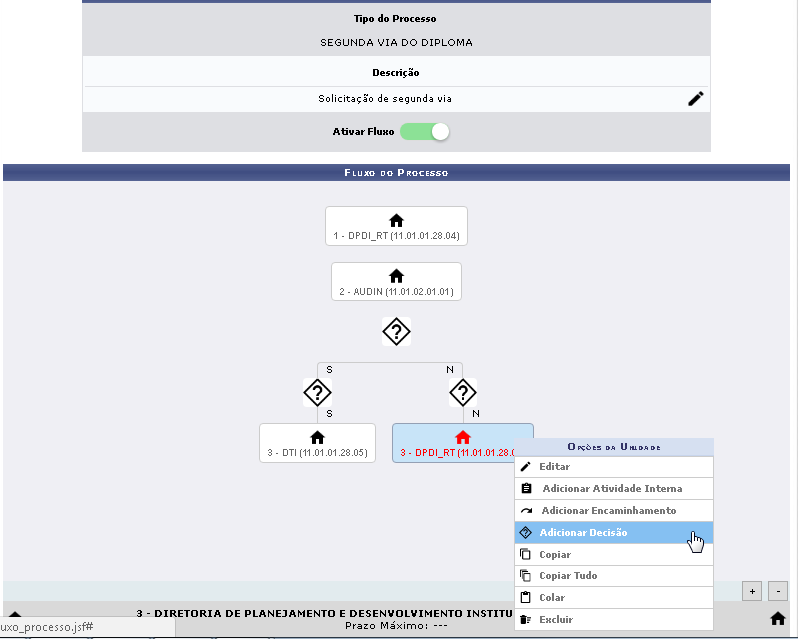 Tipo do Processo
SEGUNDA VIA DO DIPLOMA
Descrição
Solicitação de segunda via
Ativar Fluxo
Fluxo do Processo
1 - DPDI_RT (11.01.01.28.04)
2 - AUDIN (11.01.02.01.01)
?
S N
? ?
S N
3 - DTI (11.01.01.28.05) 3 - DPDI_RT (11.01.01.28.0
Opções da Unidade
Editar
Adicionar Atividade Interna
Adicionar Encaminhamento
Adicionar Decisão
Copiar
Copiar Tudo
Colar
Excluir
+ -
3 - DIRETORIA DE PLANEJAMENTO E DESENVOLVIMENTO INSTITU
Prazo Máximo: ---
uxo_processo.jsf#